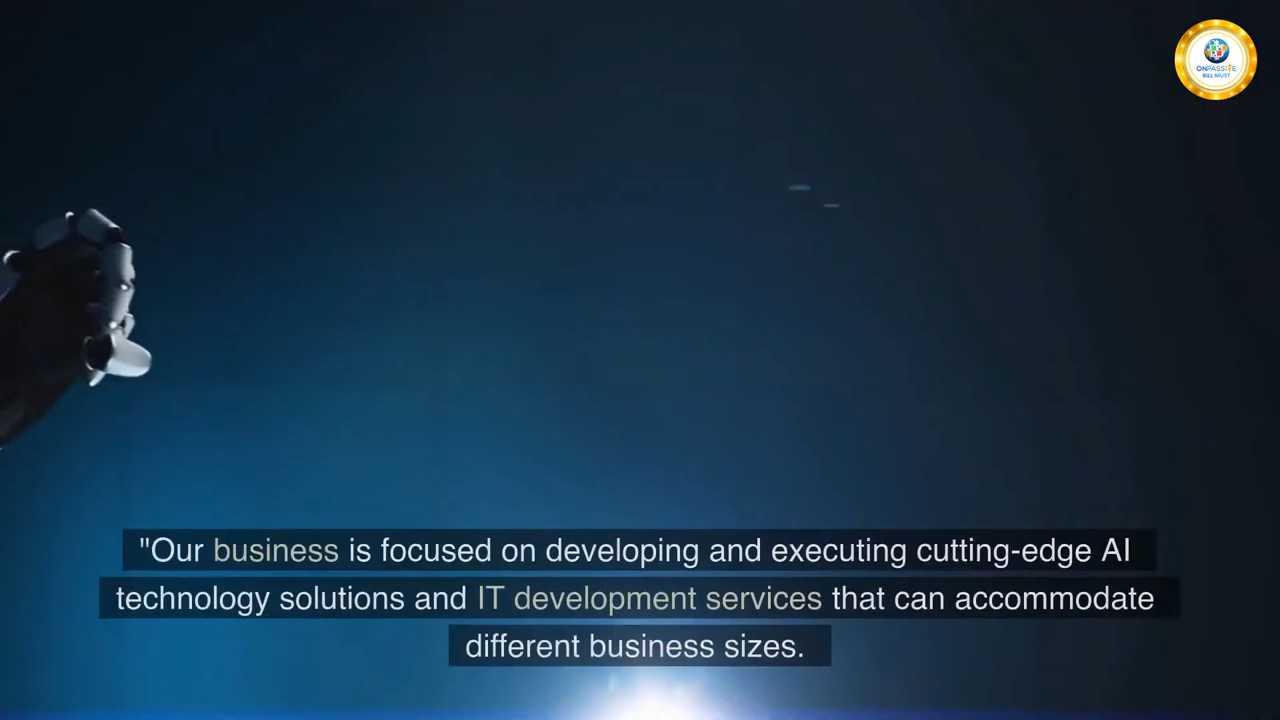 ONPASSIVE
BILL MUST
"Our business is focused on developing and executing cutting-edge AI
technology solutions and IT development services that can accommodate
different business sizes.